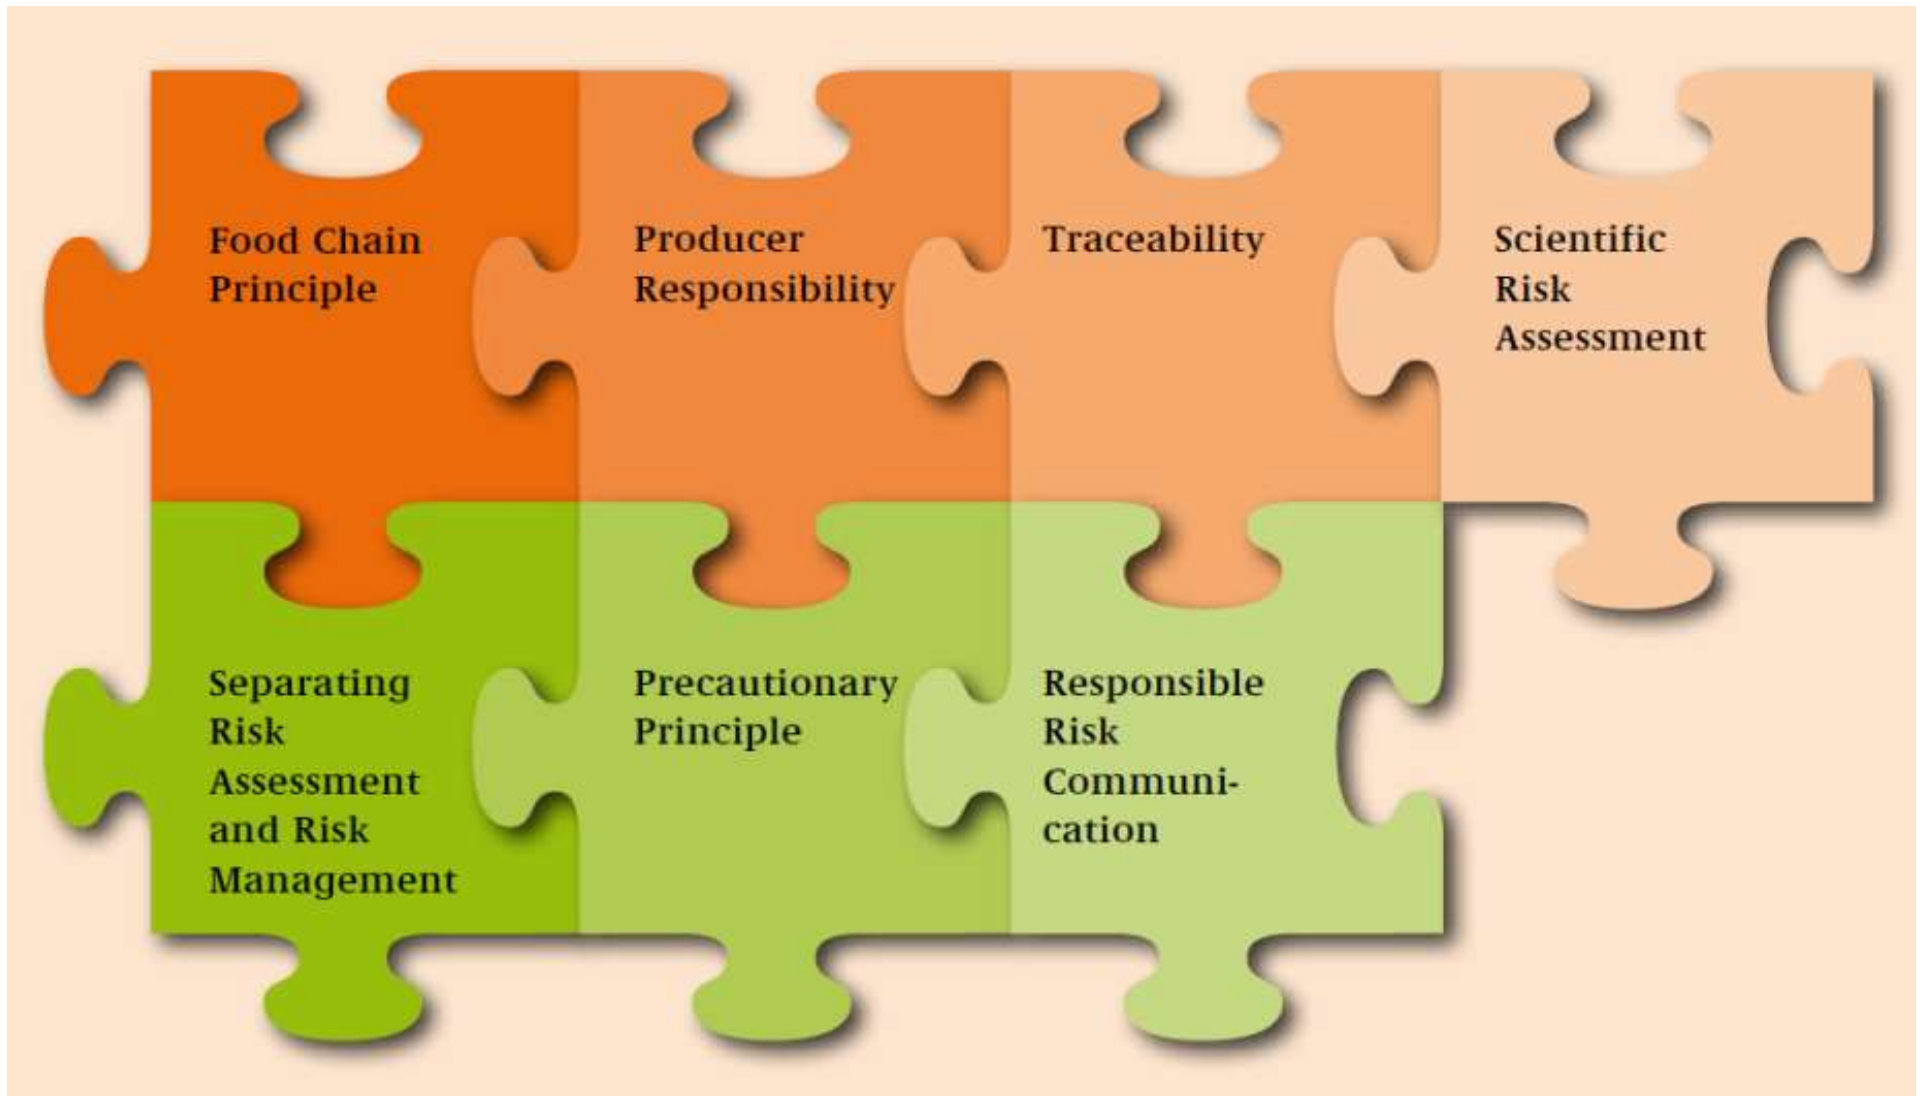 Food Chain
Principle
Producer
Responsibility
Traceability
Scientific
Risk
Assessment
Separating
Risk
Assessment
and Risk
Management
Precautionary
Principle
Responsible
Risk
Communi-
cation